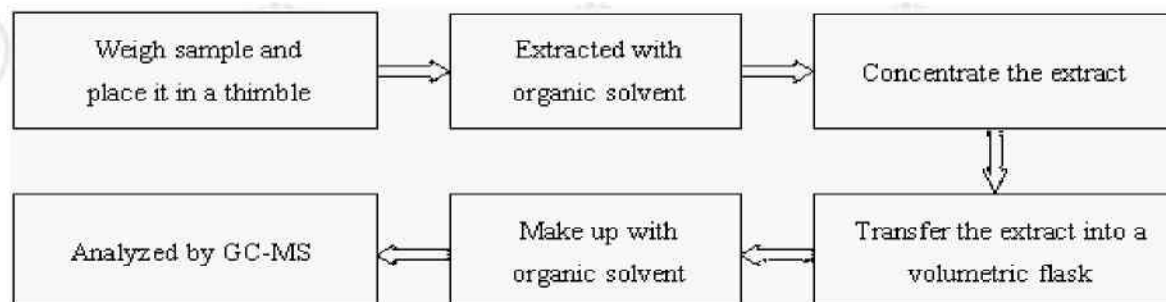 Weigh sample and
place it in a thimble
Extracted with
organic solvent
Concentrate the extract
Transfer the extract into a
volumetric flask
Make up with
organic solvent
Analyzed by GC-MS